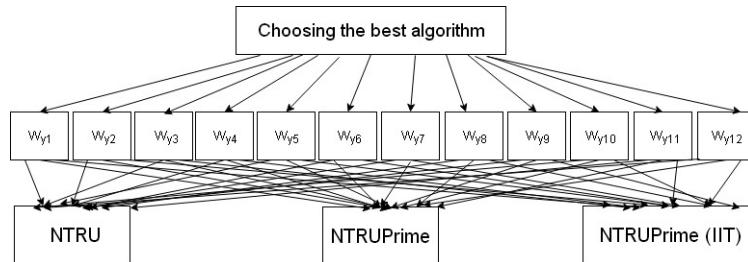 Choosing the best algorithm
Wy1 Wy2 Wy3 Wy4 Wy5 Wy6 Wy7 Wy8 Wy9 Wy10 Wy11 Wy12
NTRU NTRUPrime NTRUPrime (IIT)